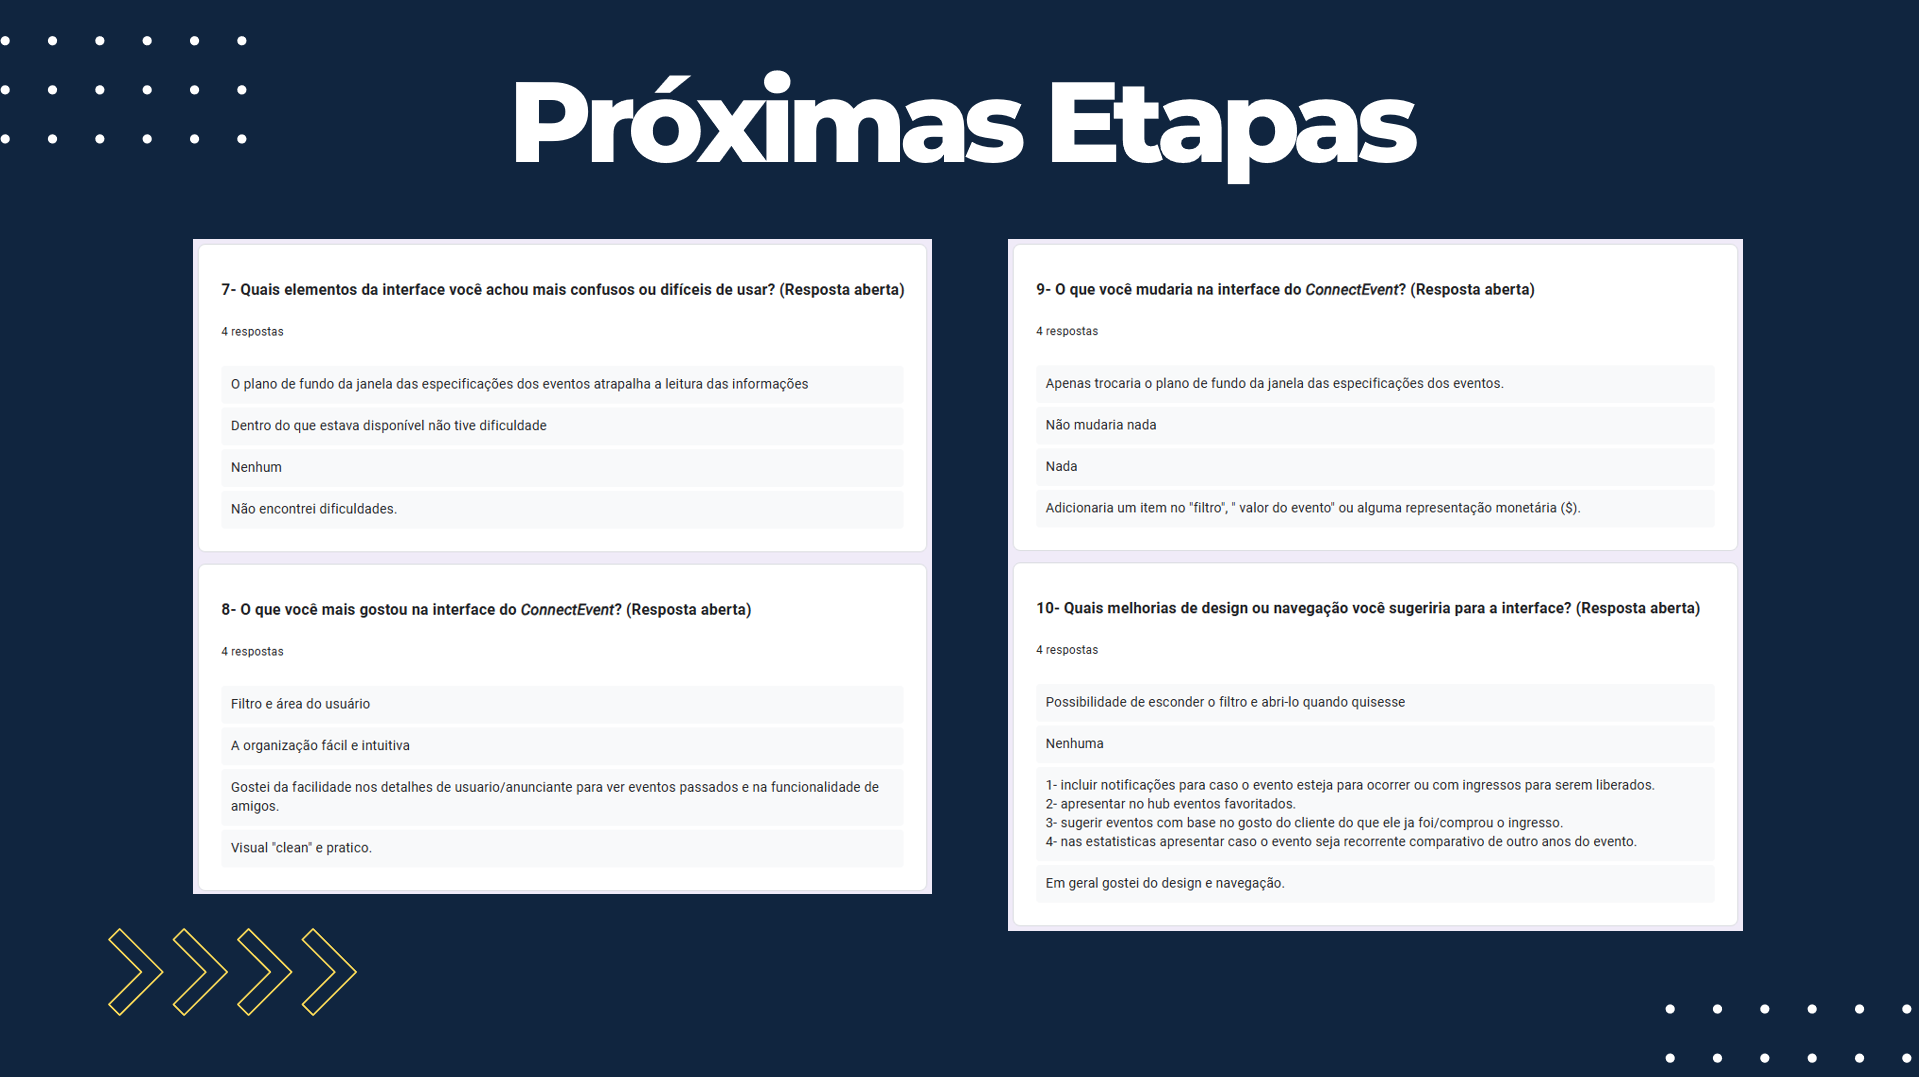 Próximas Etapas
7- Quais elementos da interface você achou mais confusos ou difíceis de usar? (Resposta aberta)
4 respostas
O plano de fundo da janela das especificações dos eventos atrapalha a leitura das informações
Dentro do que estava disponível não tive dificuldade
Nenhum
Não encontrei dificuldades.
8- O que você mais gostou na interface do ConnectEvent? (Resposta aberta)
4 respostas
Filtro e área do usuário
A organização fácil e intuitiva
Gostei da facilidade nos detalhes de usuario/anunciante para ver eventos passados e na funcionalidade de
amigos.
Visual "clean" e pratico.
9- O que você mudaria na interface do ConnectEvent? (Resposta aberta)
4 respostas
Apenas trocaria o plano de fundo da janela das especificações dos eventos.
Não mudaria nada
Nada
Adicionaria um item no "filtro", " valor do evento" ou alguma representação monetária ($).
10- Quais melhorias de design ou navegação você sugeriria para a interface? (Resposta aberta)
4 respostas
Possibilidade de esconder o filtro e abri-lo quando quisesse
Nenhuma
1- incluir notificações para caso o evento esteja para ocorrer ou com ingressos para serem liberados.
2- apresentar no hub eventos favoritados.
3- sugerir eventos com base no gosto do cliente do que ele ja foi/comprou o ingresso.
4- nas estatisticas apresentar caso o evento seja recorrente comparativo de outro anos do evento.
Em geral gostei do design e navegação.